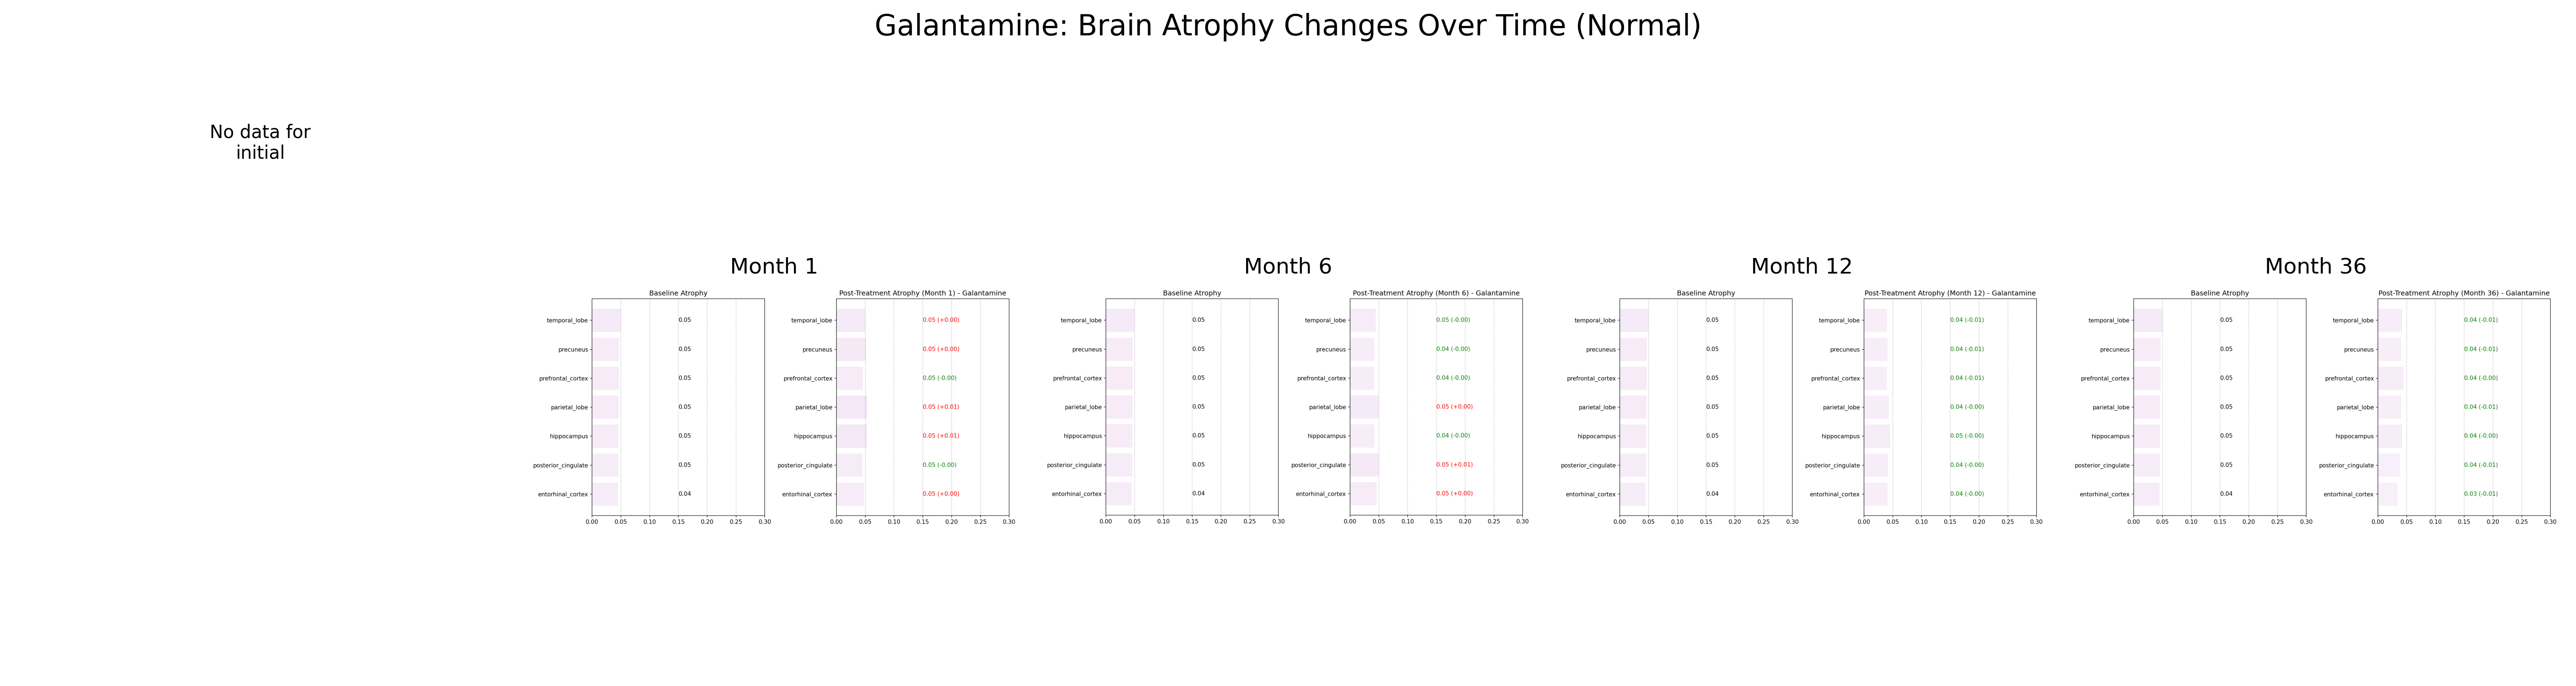 Galantamine: Brain Atrophy Changes Over Time (Normal)
No data for
initial
Month 1
Baseline Atrophy
temporal_lobe 0.05
precuneus 0.05
prefrontal_cortex 0.05
parietal_lobe 0.05
hippocampus 0.05
posterior_cingulate 0.05
entorhinal_cortex 0.04
0.00 0.05 0.10 0.15 0.20 0.25 0.30
Post-Treatment Atrophy (Month 1) - Galantamine
temporal_lobe 0.05 (+0.00)
precuneus 0.05 (+0.00)
prefrontal_cortex 0.05 (-0.00)
parietal_lobe 0.05 (+0.01)
hippocampus 0.05 (+0.01)
posterior_cingulate 0.05 (-0.00)
entorhinal_cortex 0.05 (+0.00)
0.00 0.05 0.10 0.15 0.20 0.25 0.30
Month 6
Baseline Atrophy
temporal_lobe 0.05
precuneus 0.05
prefrontal_cortex 0.05
parietal_lobe 0.05
hippocampus 0.05
posterior_cingulate 0.05
entorhinal_cortex 0.04
0.00 0.05 0.10 0.15 0.20 0.25 0.30
Post-Treatment Atrophy (Month 6) - Galantamine
temporal_lobe 0.05 (-0.00)
precuneus 0.04 (-0.00)
prefrontal_cortex 0.04 (-0.00)
parietal_lobe 0.05 (+0.00)
hippocampus 0.04 (-0.00)
posterior_cingulate 0.05 (+0.01)
entorhinal_cortex 0.05 (+0.00)
0.00 0.05 0.10 0.15 0.20 0.25 0.30
Month 12
Baseline Atrophy
temporal_lobe 0.05
precuneus 0.05
prefrontal_cortex 0.05
parietal_lobe 0.05
hippocampus 0.05
posterior_cingulate 0.05
entorhinal_cortex 0.04
0.00 0.05 0.10 0.15 0.20 0.25 0.30
Post-Treatment Atrophy (Month 12) - Galantamine
temporal_lobe 0.04 (-0.01)
precuneus 0.04 (-0.01)
prefrontal_cortex 0.04 (-0.01)
parietal_lobe 0.04 (-0.00)
hippocampus 0.05 (-0.00)
posterior_cingulate 0.04 (-0.00)
entorhinal_cortex 0.04 (-0.00)
0.00 0.05 0.10 0.15 0.20 0.25 0.30
Month 36
Baseline Atrophy
temporal_lobe 0.05
precuneus 0.05
prefrontal_cortex 0.05
parietal_lobe 0.05
hippocampus 0.05
posterior_cingulate 0.05
entorhinal_cortex 0.04
0.00 0.05 0.10 0.15 0.20 0.25 0.30
Post-Treatment Atrophy (Month 36) - Galantamine
temporal_lobe 0.04 (-0.01)
precuneus 0.04 (-0.01)
prefrontal_cortex 0.04 (-0.00)
parietal_lobe 0.04 (-0.01)
hippocampus 0.04 (-0.00)
posterior_cingulate 0.04 (-0.01)
entorhinal_cortex 0.03 (-0.01)
0.00 0.05 0.10 0.15 0.20 0.25 0.30